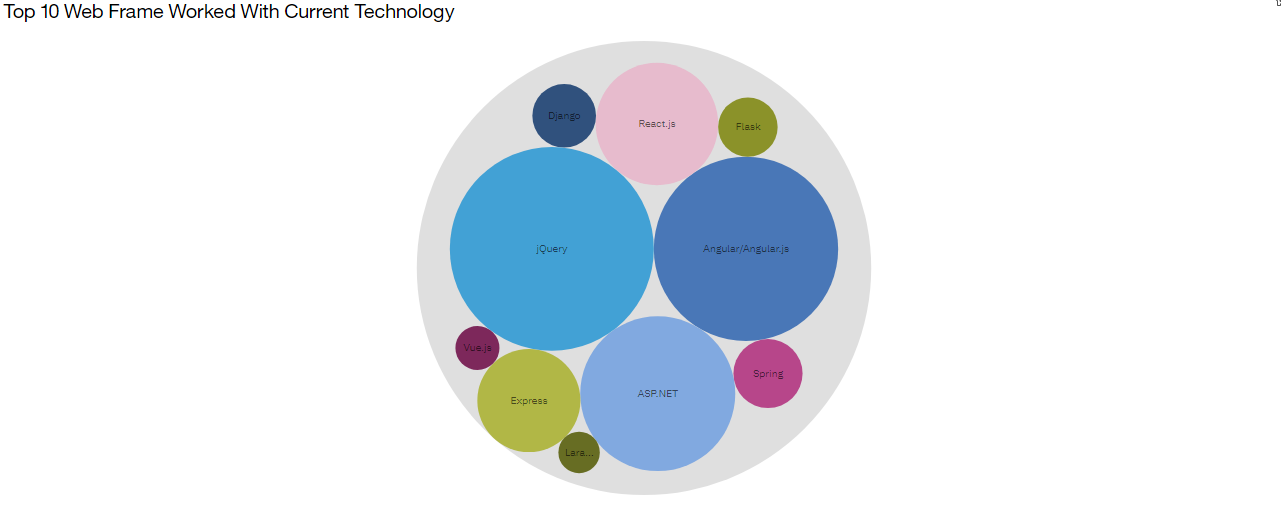 Top 10 Web Frame Worked With Current Technology
Django
React.js
Flask
jQuery
Angular/Angular.js
Vue.js
Express
ASP.NET
Spring
Lara...